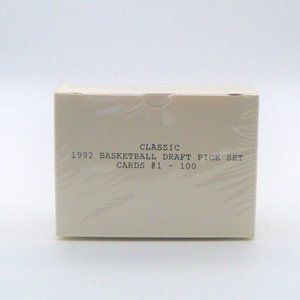 CLASSIC
1992 BASKETBALL DRAFT PICK SET
CARDS #1 - 100